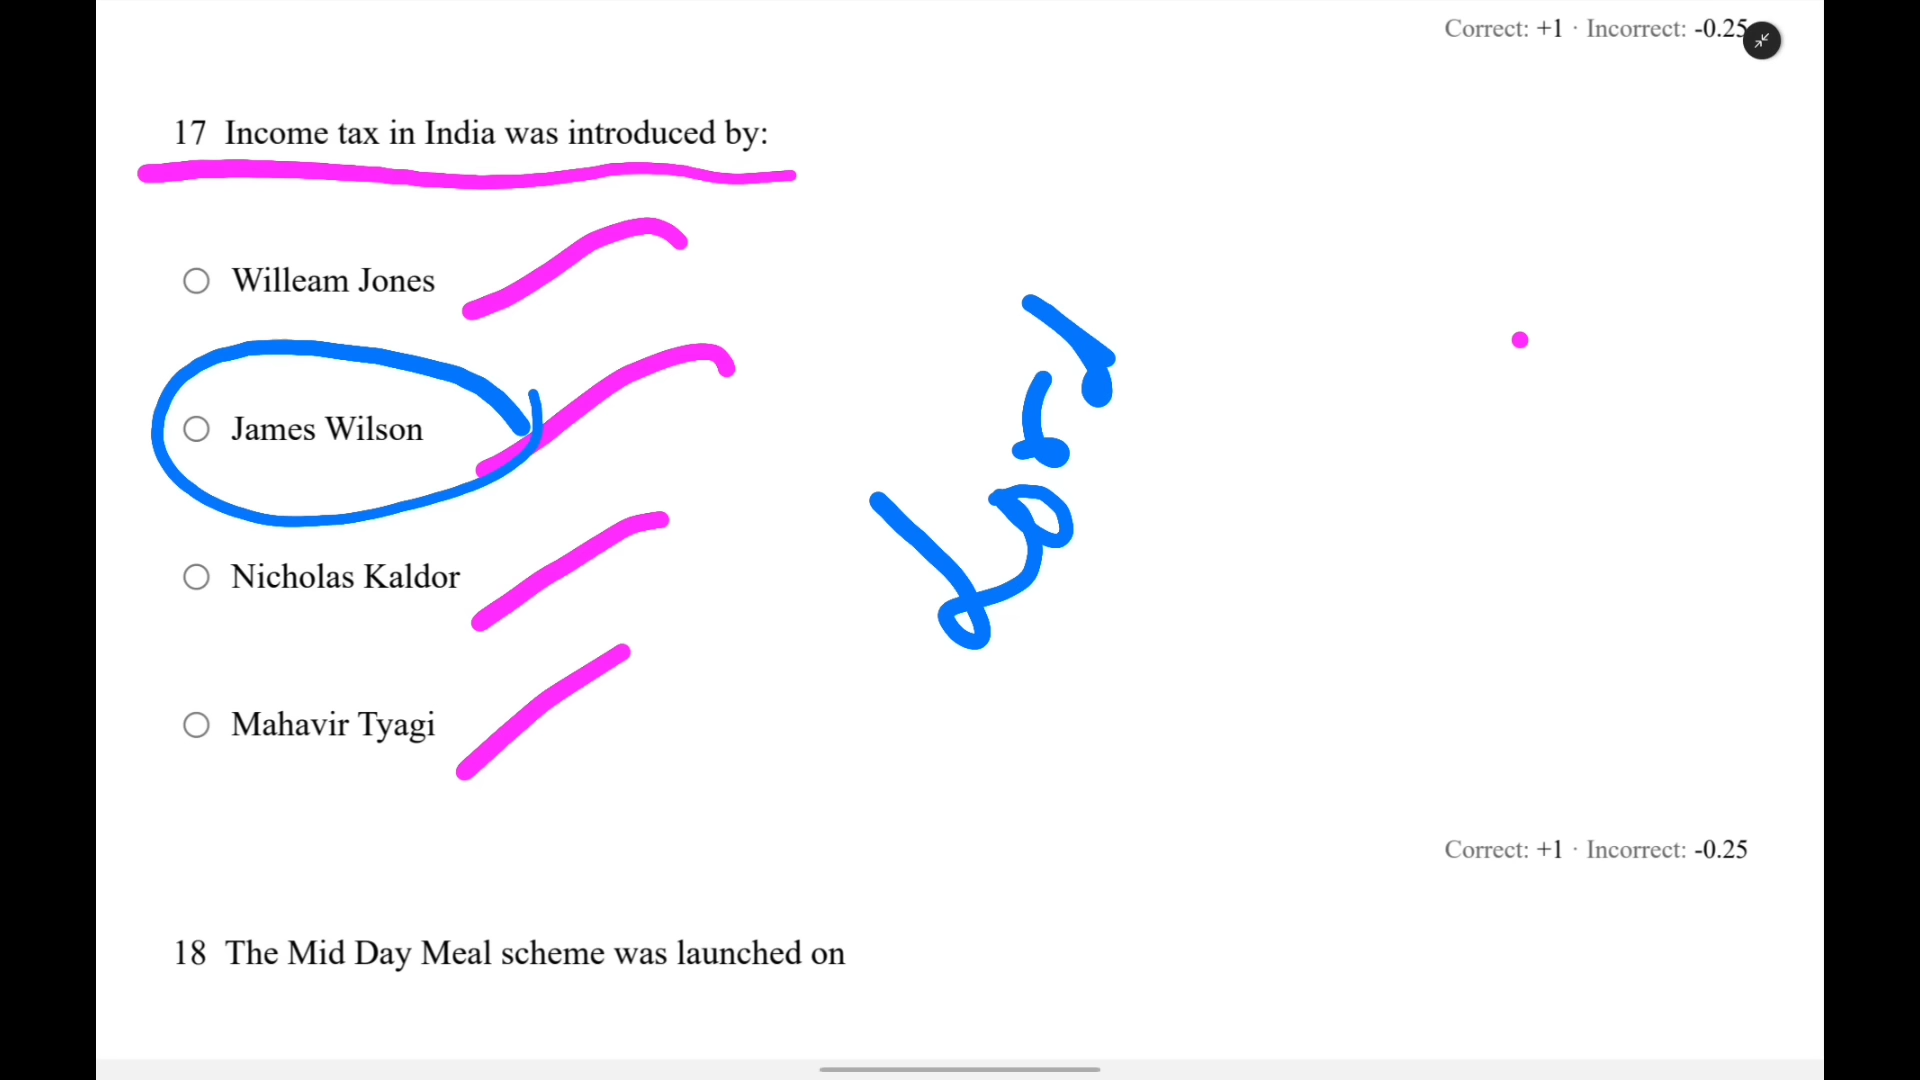 Correct: +1 · Incorrect: -0.25
17 Income tax in India was introduced by:
Willeam Jones
James Wilson
Nicholas Kaldor
Mahavir Tyagi
Correct: +1 · Incorrect: -0.25
18 The Mid Day Meal scheme was launched on